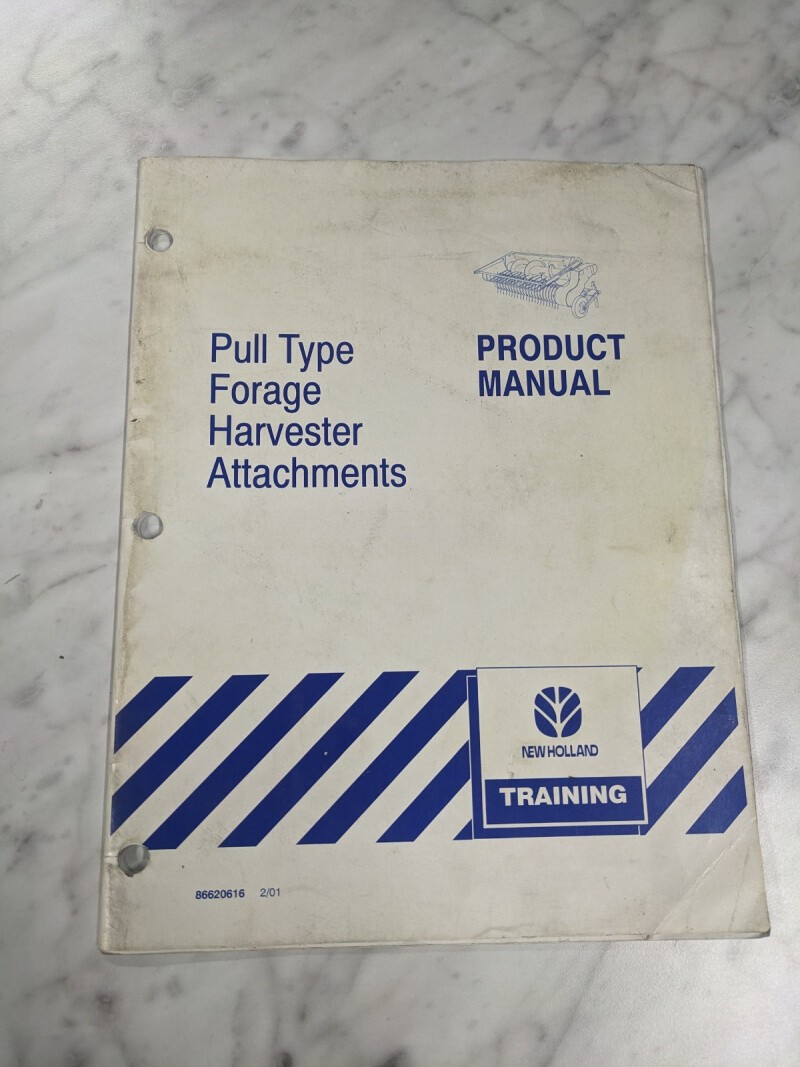 Pull Type
Forage
Harvester
Attachments
PRODUCT
MANUAL
NEW HOLLAND
TRAINING
86620616 2/01